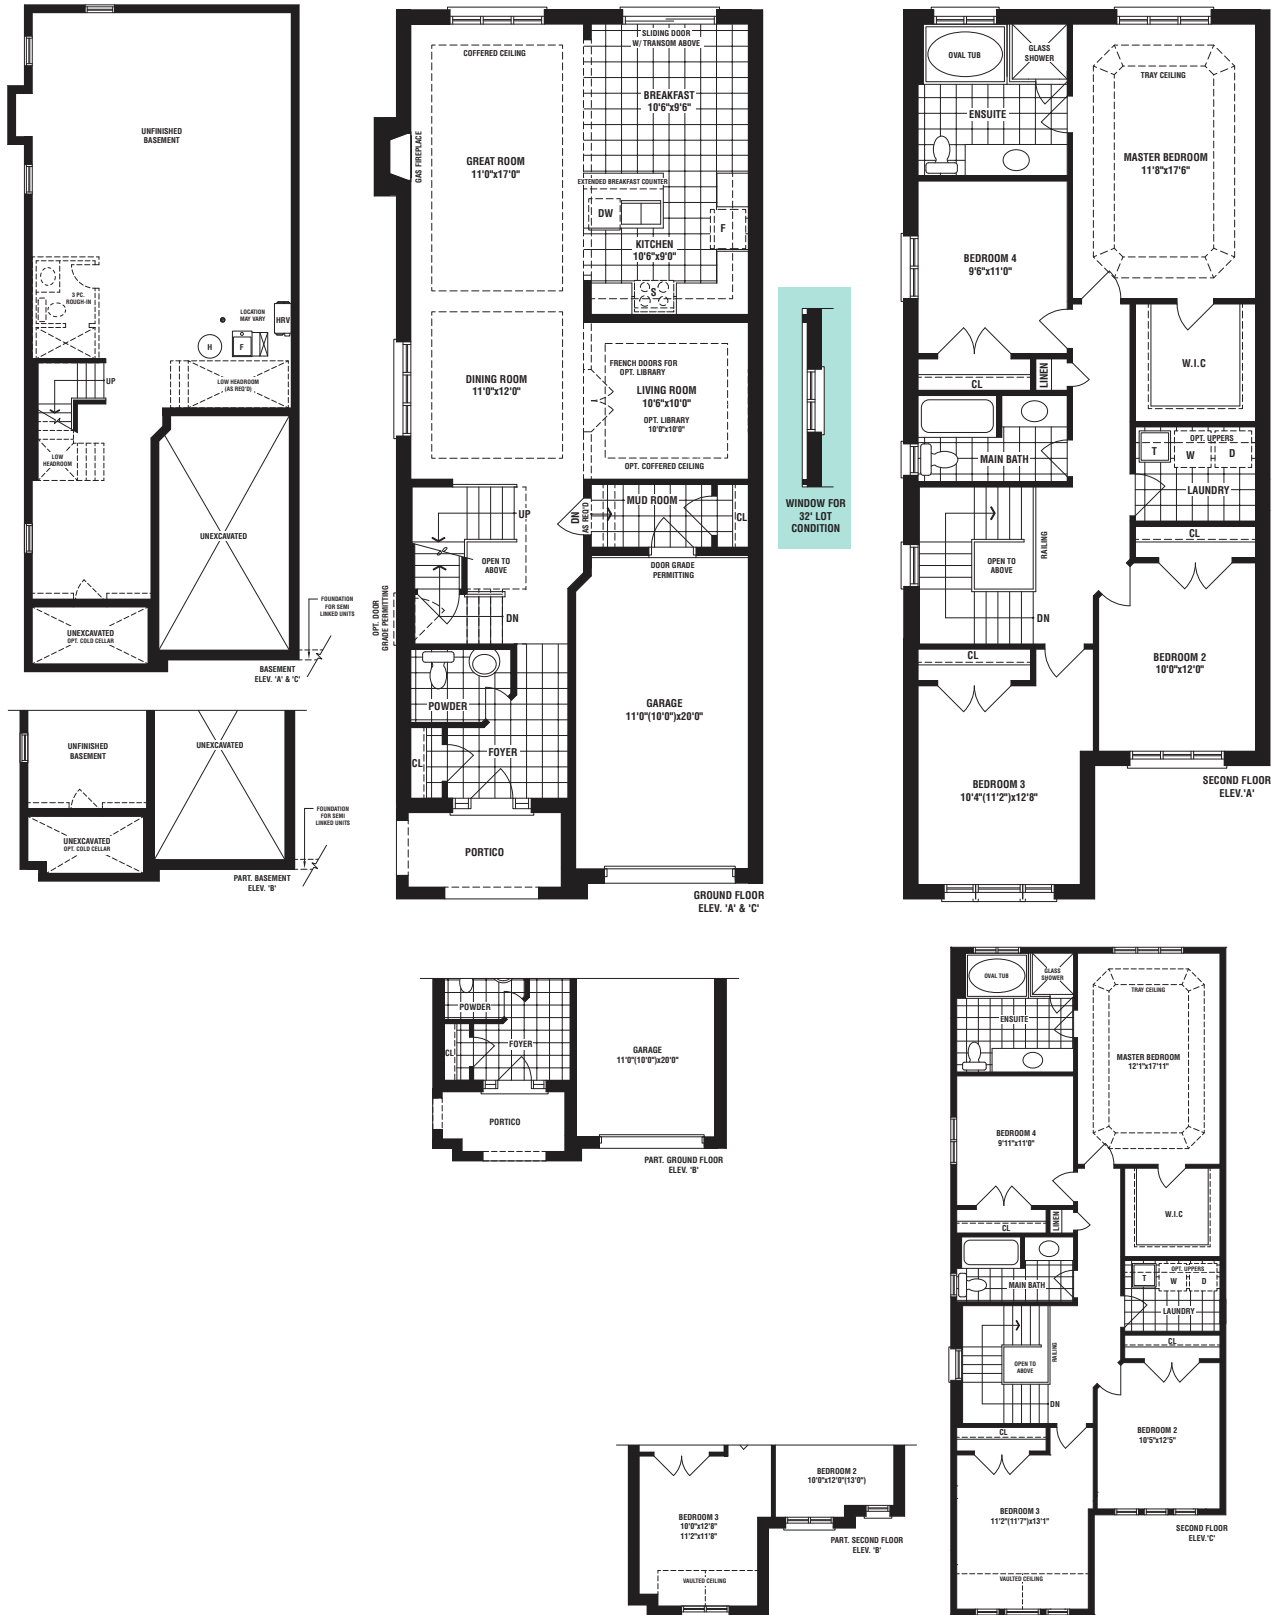 UNFINISHED
BASEMENT
3 PC.
ROUGH-IN
LOCATION
MAY VARY
HRV
H
F
UP
LOW HEADROOM
(AS REQ'D)
LOW
HEADROOM
UNEXCAVATED
UNEXCAVATED
OPT. COLD CELLAR
FOUNDATION
FOR SEMI
LINKED UNITS
BASEMENT
ELEV. 'A' & 'C'
UNFINISHED
BASEMENT
UNEXCAVATED
UNEXCAVATED
OPT. COLD CELLAR
FOUNDATION
FOR SEMI
LINKED UNITS
PART. BASEMENT
ELEV. 'B'
COFFERED CEILING
SLIDING DOOR
W/ TRANSOM ABOVE
BREAKFAST
10'6"x9'6"
GAS FIREPLACE
GREAT ROOM
11'0"x17'0"
EXTENDED BREAKFAST COUNTER
DW
F
KITCHEN
10'6"x9'0"
S
DINING ROOM
11'0"x12'0"
FRENCH DOORS FOR
OPT. LIBRARY
LIVING ROOM
10'6"x10'0"
OPT. LIBRARY
10'0"x10'0"
OPT. COFFERED CEILING
MUD ROOM
DN
AS REQ'D
CL
UP
OPEN TO
ABOVE
DOOR GRADE
PERMITTING
OPT. DOOR
GRADE PERMITTING
DN
POWDER
GARAGE
11'0"(10'0")x20'0"
FOYER
CL
PORTICO
GROUND FLOOR
ELEV. 'A' & 'C'
WINDOW FOR
32' LOT
CONDITION
OVAL TUB
GLASS
SHOWER
TRAY CEILING
ENSUITE
MASTER BEDROOM
11'8"x17'6"
BEDROOM 4
9'6"x11'0"
CL
LINEN
W.I.C
MAIN BATH
OPT. UPPERS
T
W
D
LAUNDRY
CL
RAILING
OPEN TO
ABOVE
DN
CL
BEDROOM 2
10'0"x12'0"
BEDROOM 3
10'4"(11'2")x12'8"
SECOND FLOOR
ELEV.'A'
POWDER
CL
FOYER
GARAGE
11'0"(10'0")x20'0"
PORTICO
PART. GROUND FLOOR
ELEV. 'B'
OVAL TUB
GLASS
SHOWER
TRAY CEILING
ENSUITE
MASTER BEDROOM
12'1"x17'11"
BEDROOM 4
9'11"x11'0"
CL
LINEN
W.I.C
MAIN BATH
OPT. UPPERS
T
W
D
LAUNDRY
CL
RAILING
OPEN TO
ABOVE
DN
CL
BEDROOM 2
10'5"x12'5"
BEDROOM 3
11'2"(11'7")x13'1"
VAULTED CEILING
SECOND FLOOR
ELEV.'C'
BEDROOM 2
10'0"x12'0"(13'0")
BEDROOM 3
10'0"x12'8"
11'2"x11'8"
VAULTED CEILING
PART. SECOND FLOOR
ELEV. 'B'